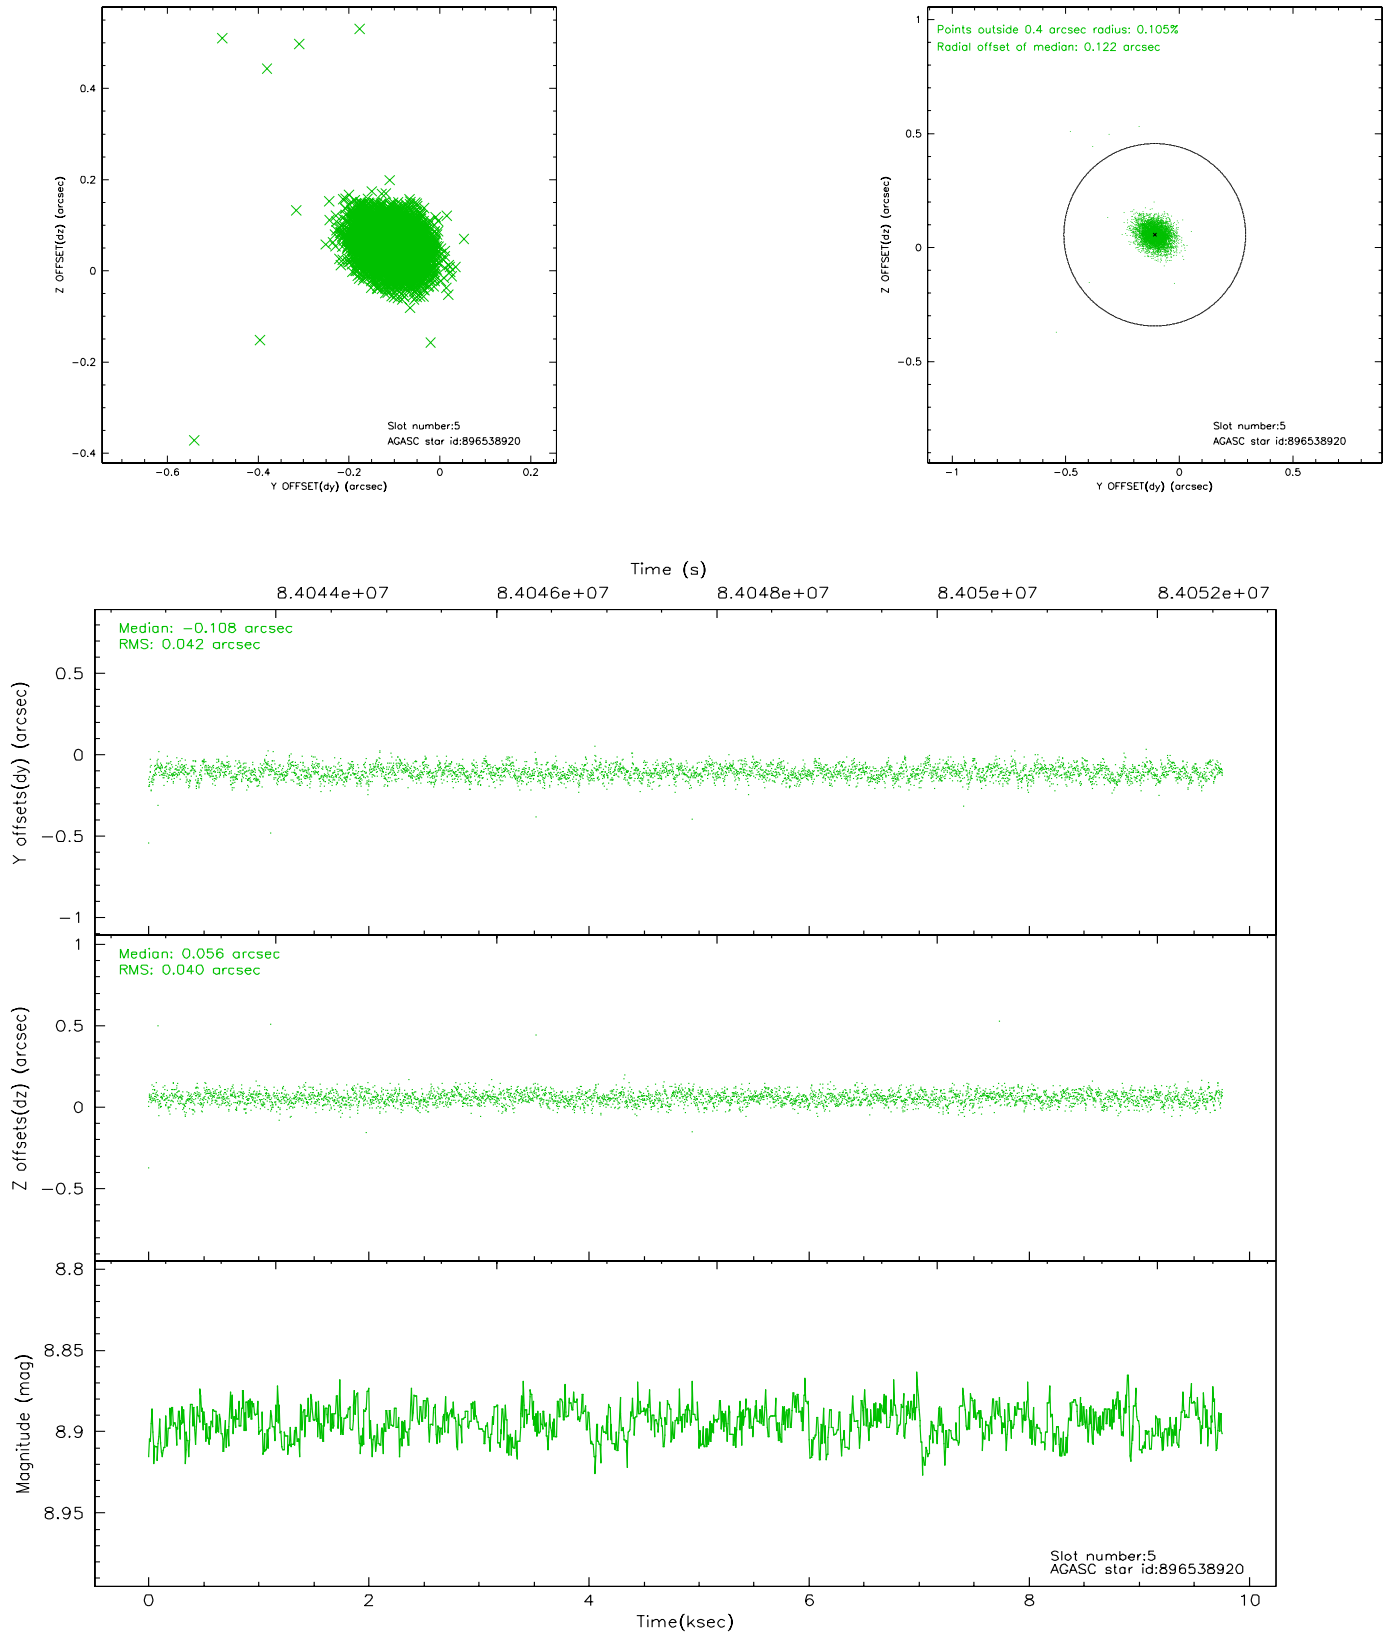 0.4
0.2
0
-0.2
-0.4
Z OFFSET(dz) (arcsec)
Slot number:5
AGASC star id:896538920
-0.6
-0.4
-0.2
0
0.2
Y OFFSET(dy) (arcsec)
Points outside 0.4 arcsec radius: 0.105%
Radial offset of median: 0.122 arcsec
1
0.5
0
-0.5
Z OFFSET(dz) (arcsec)
Slot number:5
AGASC star id:896538920
-1
-0.5
0
0.5
Y OFFSET(dy) (arcsec)
Time (s)
8.4044e+07
8.4046e+07
8.4048e+07
8.405e+07
8.4052e+07
Median: -0.108 arcsec
RMS: 0.042 arcsec
0.5
0
-0.5
-1
Y offsets(dy) (arcsec)
Median: 0.056 arcsec
RMS: 0.040 arcsec
1
0.5
0
-0.5
Z offsets(dz) (arcsec)
8.8
8.85
8.9
8.95
Magnitude (mag)
Slot number:5
AGASC star id:896538920
0
2
4
6
8
10
Time(ksec)